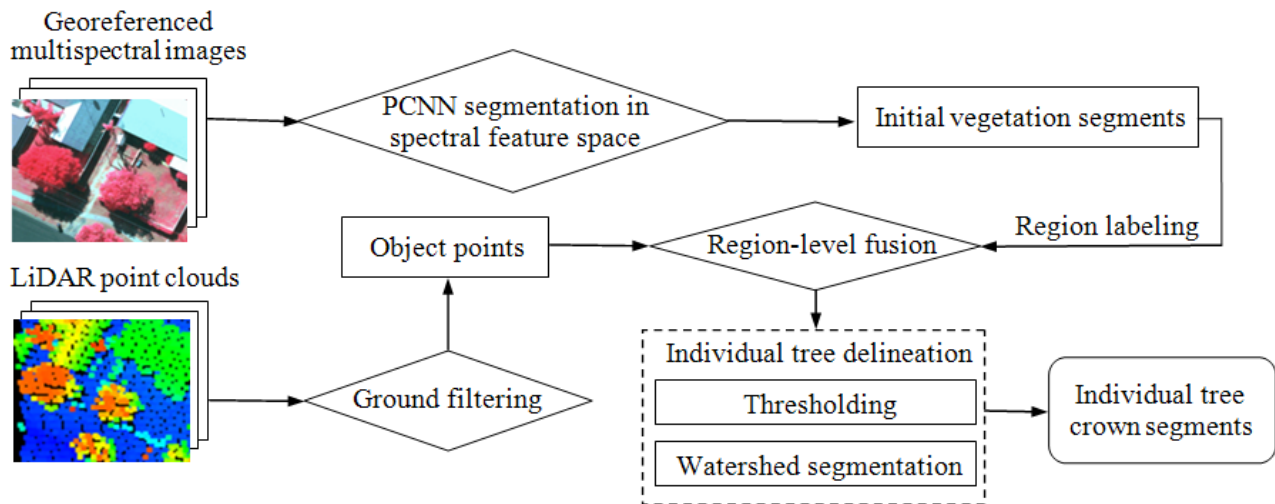 Georeferenced
multispectral images
PCNN segmentation in
spectral feature space
Initial vegetation segments
Region labeling
Object points
Region-level fusion
LiDAR point clouds
Ground filtering
Individual tree delineation
Thresholding
Watershed segmentation
Individual tree
crown segments